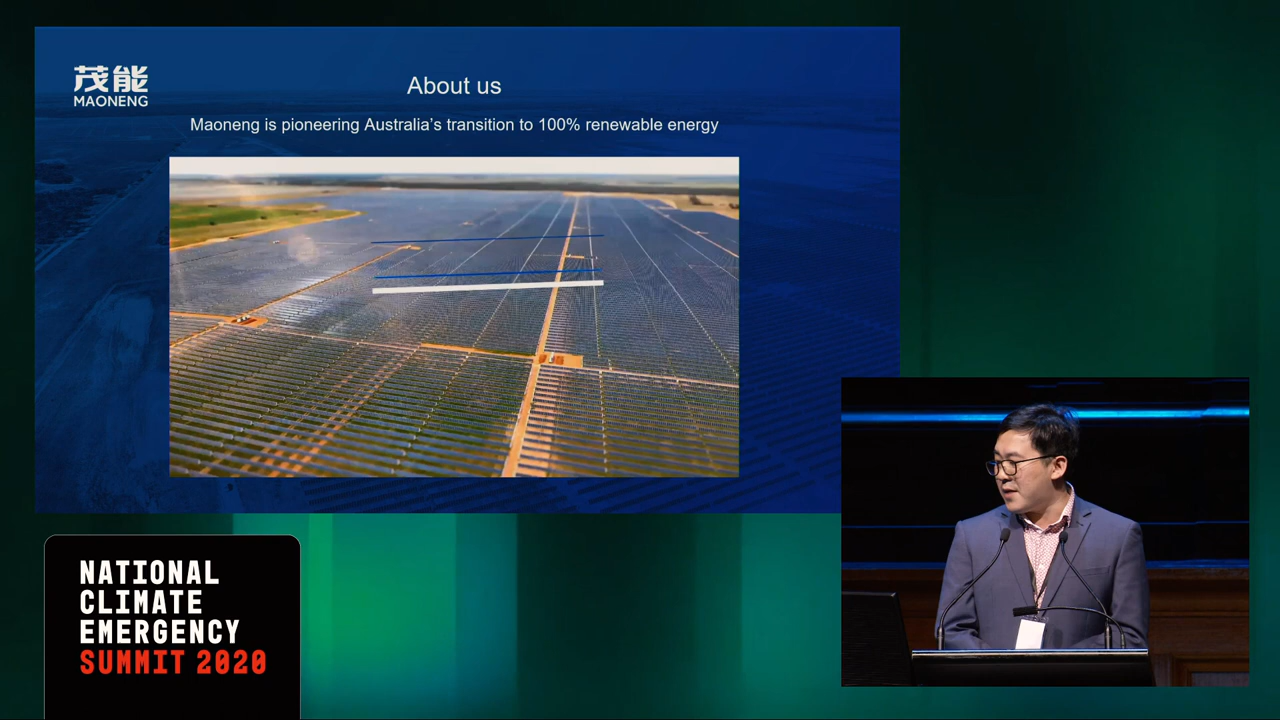 茂能
MAONENG
About us
Maoneng is pioneering Australia's transition to 100% renewable energy
NATIONAL
CLIMATE
EMERGENCY
SUMMIT 2020